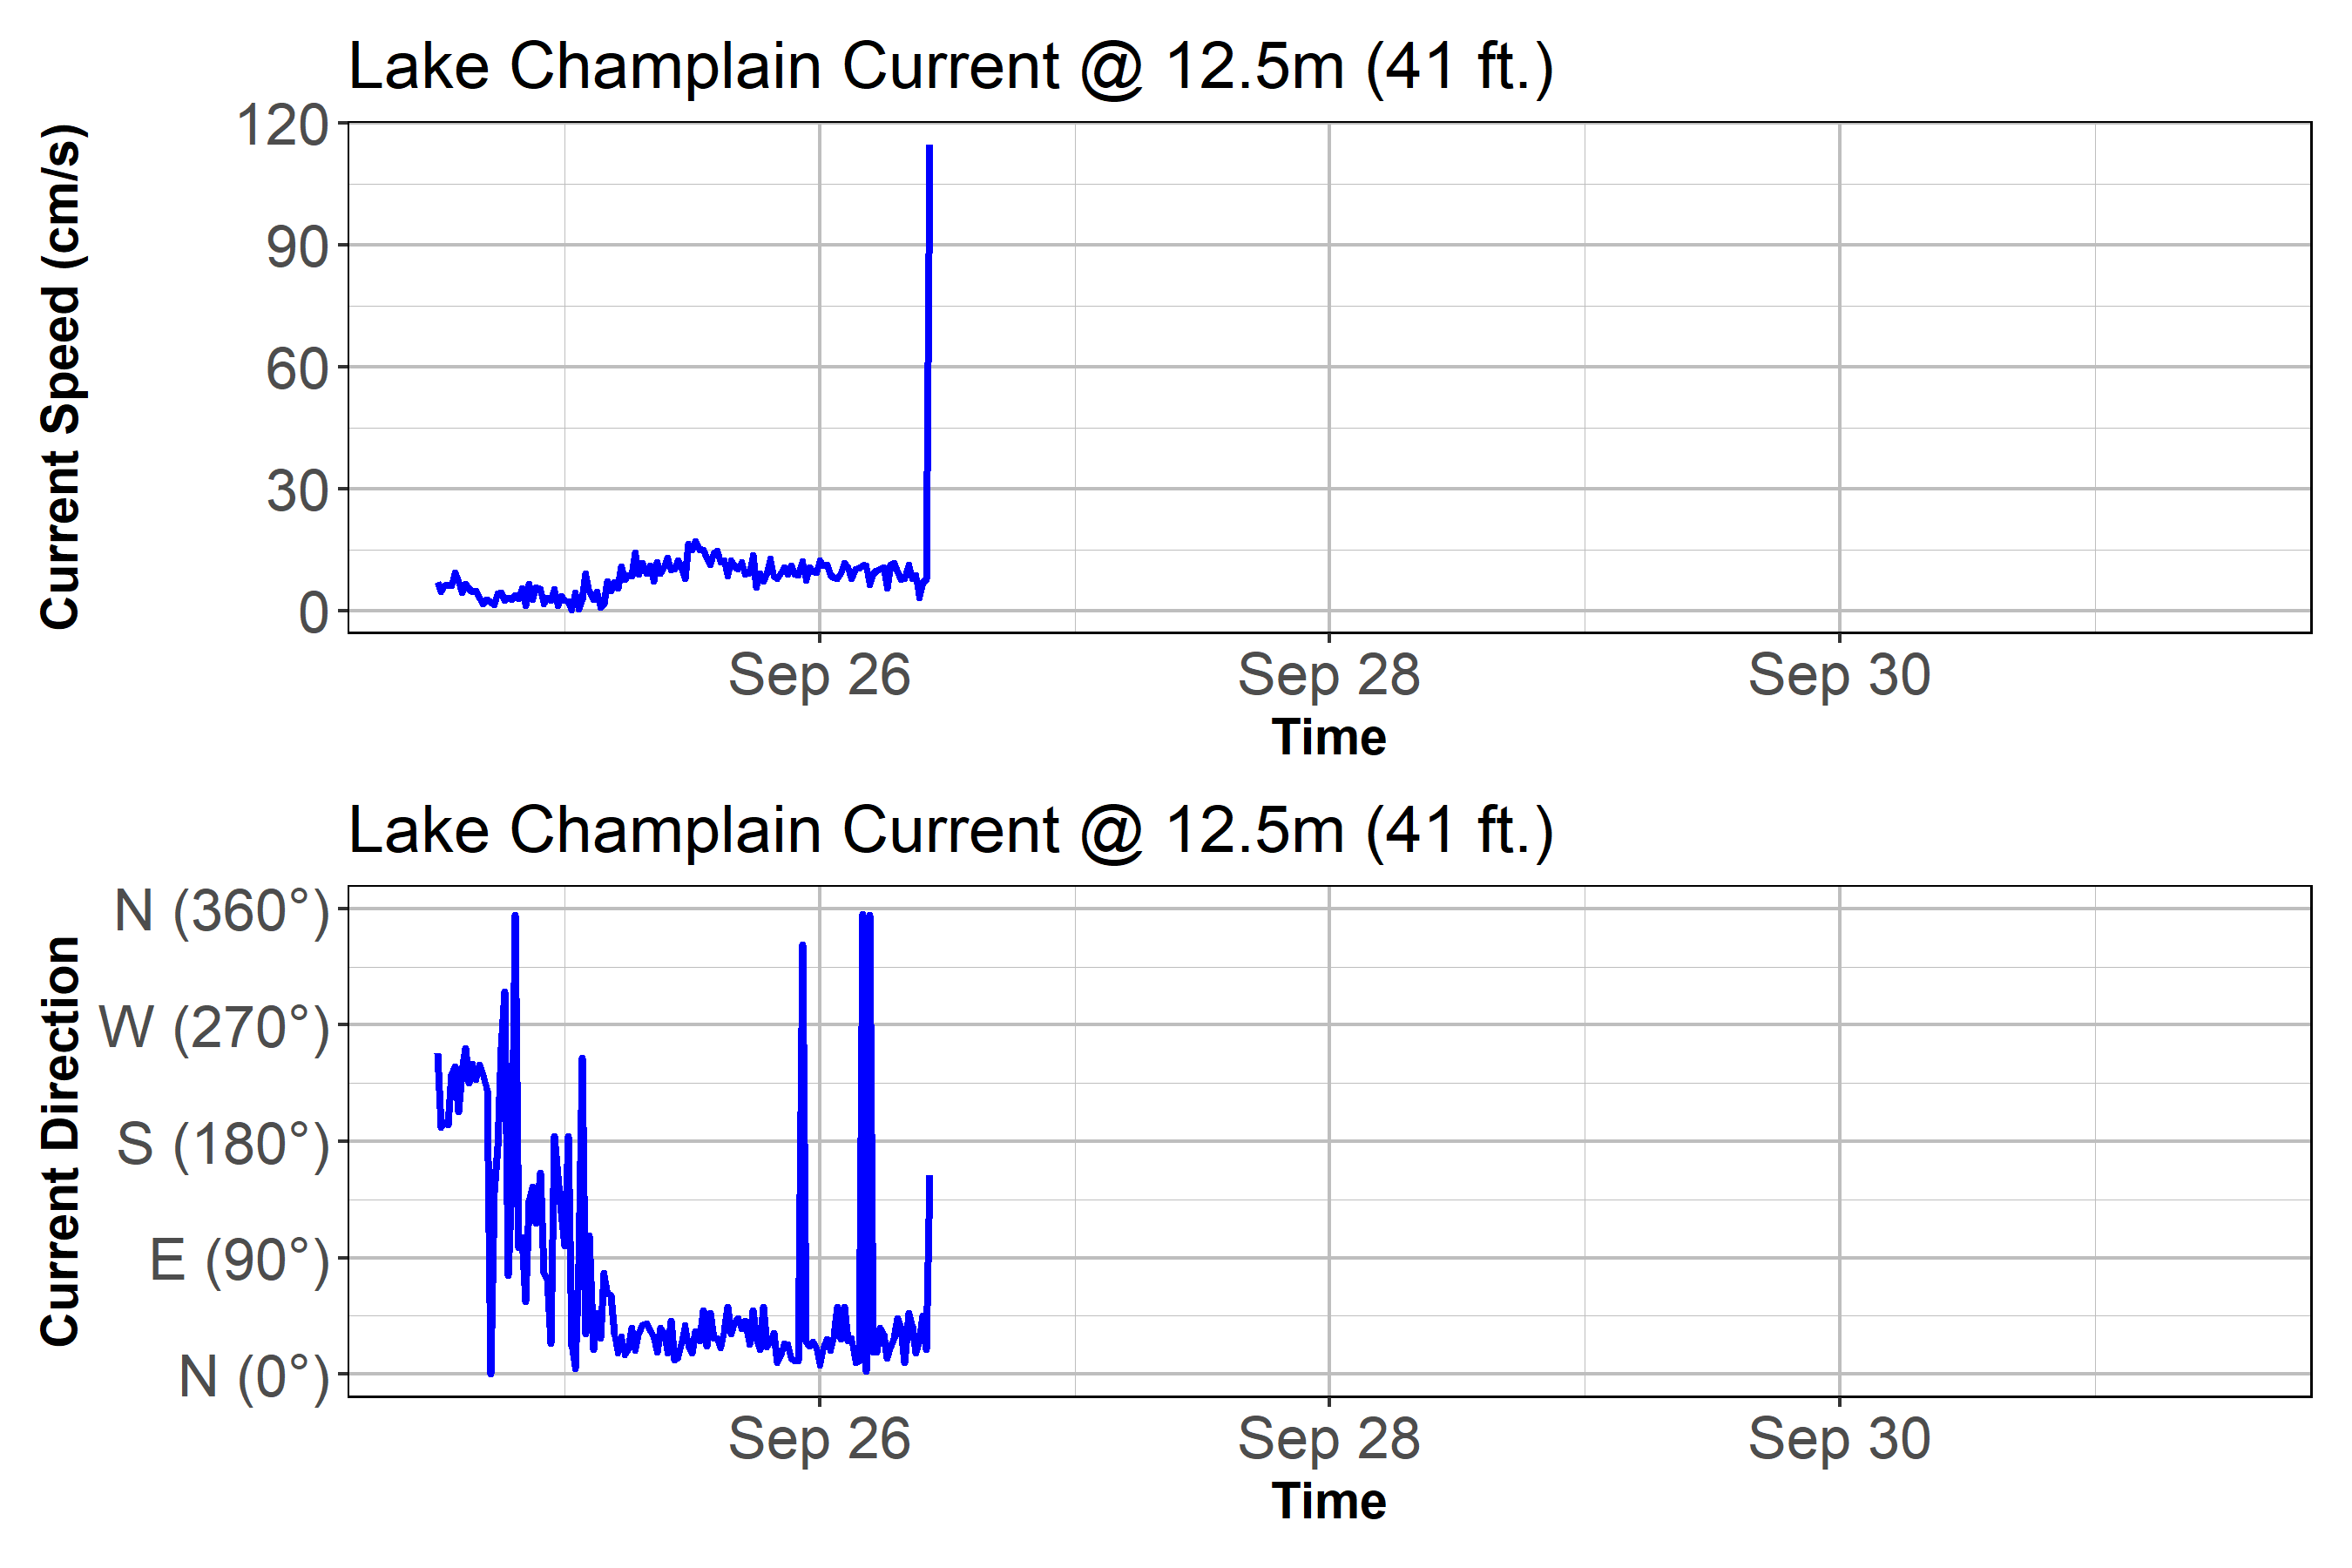 Lake Champlain Current @ 12.5m (41 ft.)
Current Speed (cm/s)
120
90
60
30
0
Sep 26 Sep 28 Sep 30
Time
Lake Champlain Current @ 12.5m (41 ft.)
Current Direction
N (360°)
W (270°)
S (180°)
E (90°)
N (0°)
Sep 26 Sep 28 Sep 30
Time